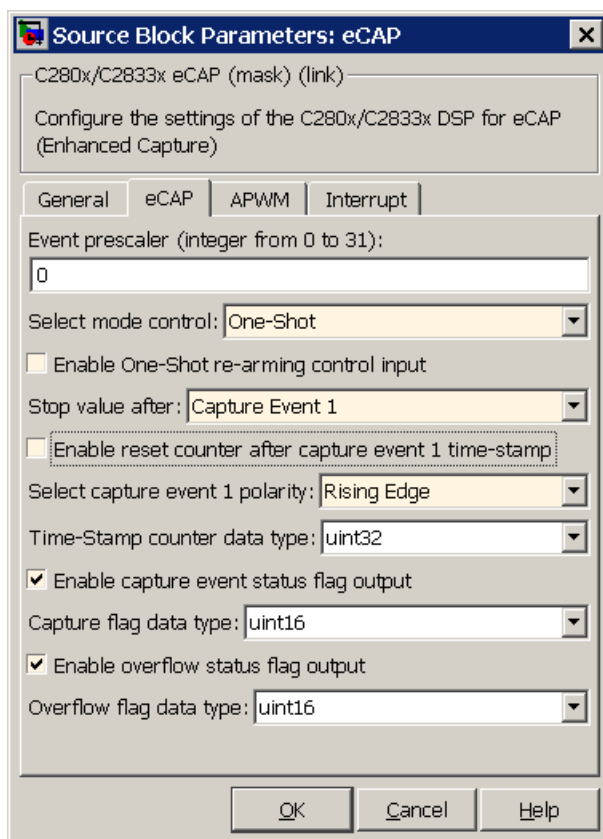 Source Block Parameters: eCAP
C280x/C2833x eCAP (mask) (link)
Configure the settings of the C280x/C2833x DSP for eCAP
(Enhanced Capture)
General eCAP APWM Interrupt
Event prescaler (integer from 0 to 31):
0
Select mode control: One-Shot
Enable One-Shot re-arming control input
Stop value after: Capture Event 1
Enable reset counter after capture event 1 time-stamp
Select capture event 1 polarity: Rising Edge
Time-Stamp counter data type: uint32
Enable capture event status flag output
Capture flag data type: uint16
Enable overflow status flag output
Overflow flag data type: uint16
OK Cancel Help